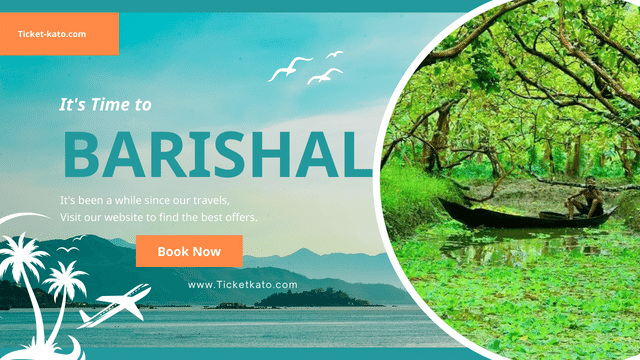 Ticket-kato.com
It's Time to
BARISHAL
It's been a while since our travels,
Visit our website to find the best offers.
Book Now
www.Ticketkato.com